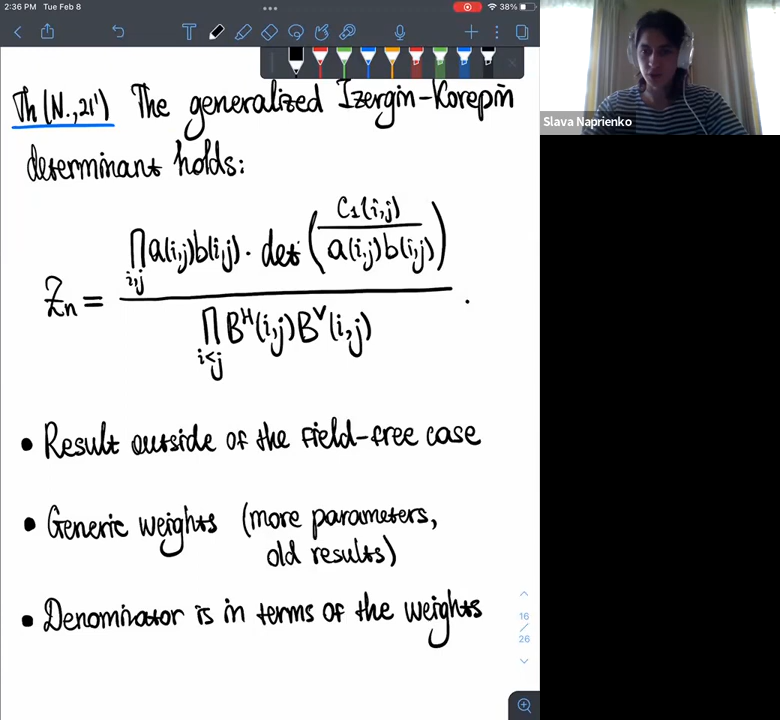 2:36 PM Tue Feb 8
38%
Th (N., 21') The generalized Izergin-Korepin
determinant holds:
Zn = ∏i,j a(i,j)b(i,j) · det ( c1(i,j) / a(i,j)b(i,j) ) / ∏i<j B^H(i,j)B^V(i,j) .
• Result outside of the field-free case
• Generic weights (more parameters,
old results)
• Denominator is in terms of the weights
16
/
26
Slava Naprienko